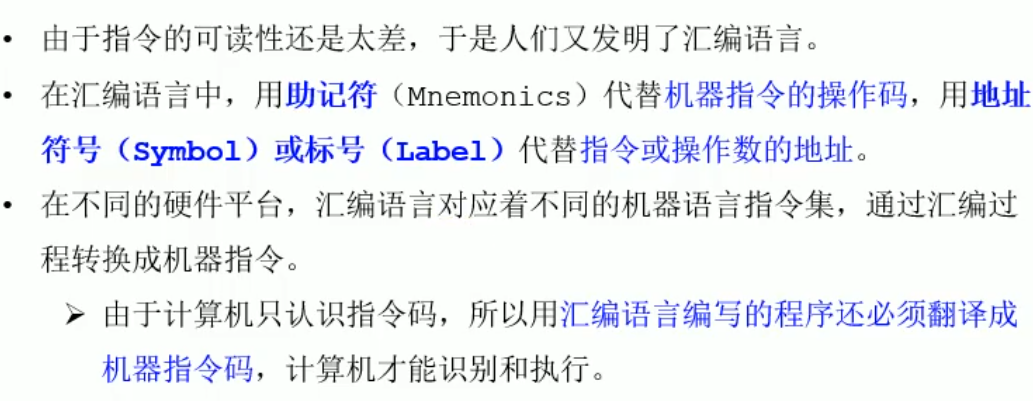 • 由于指令的可读性还是太差，于是人们又发明了汇编语言。
• 在汇编语言中，用助记符（Mnemonics）代替机器指令的操作码，用地址
符号（Symbol）或标号（Label）代替指令或操作数的地址。
• 在不同的硬件平台，汇编语言对应着不同的机器语言指令集，通过汇编过
程转换成机器指令。
➢ 由于计算机只认识指令码，所以用汇编语言编写的程序还必须翻译成
机器指令码，计算机才能识别和执行。